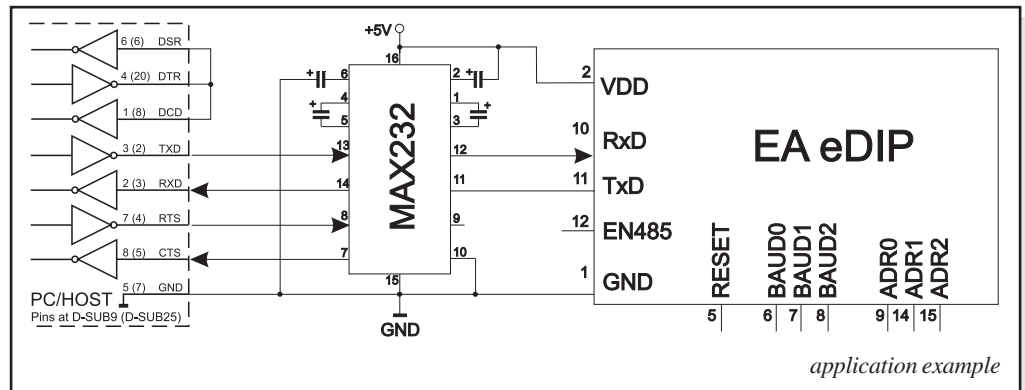 6 (6) DSR
4 (20) DTR
1 (8) DCD
3 (2) TXD
2 (3) RXD
7 (4) RTS
8 (5) CTS
5 (7) GND
PC/HOST
Pins at D-SUB9 (D-SUB25)
+5V
16
+
6
4
+
5
13
14
8
7
MAX232
2
+
1
+
3
12
11
9
10
15
GND
2
VDD
10
RxD
11
TxD
12
EN485
1
GND
EA eDIP
RESET
BAUD0
BAUD1
BAUD2
ADR0
ADR1
ADR2
5
6
7
8
9
14
15
application example